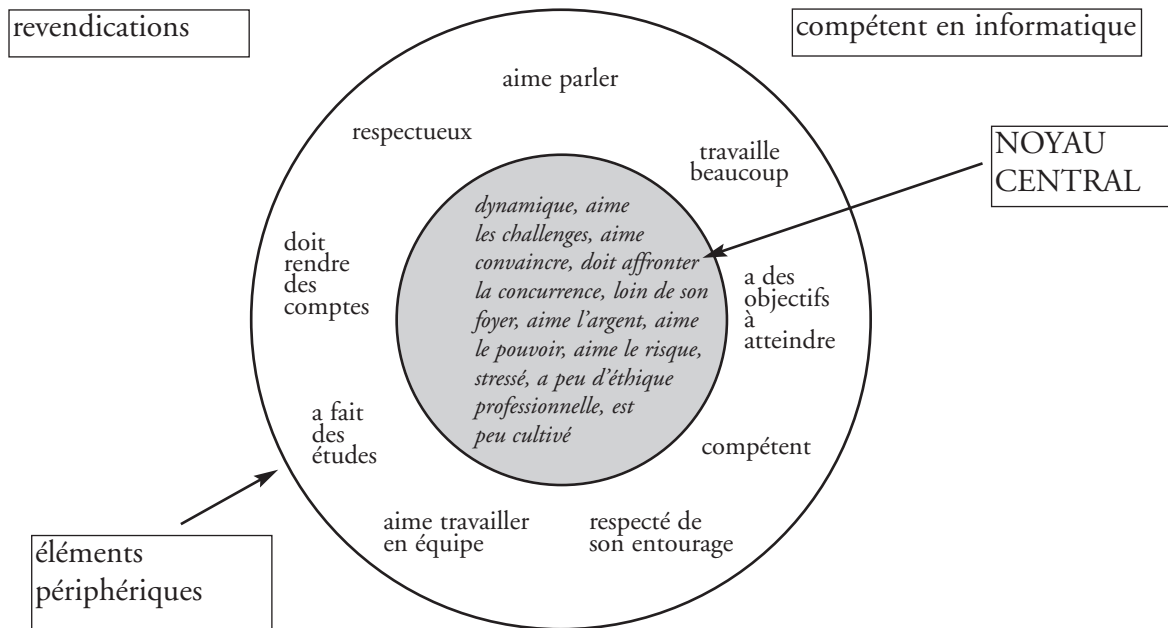 revendications
compétent en informatique
aime parler
respectueux
travaille
beaucoup
NOYAU
CENTRAL
dynamique, aime
les challenges, aime
convaincre, doit affronter
la concurrence, loin de son
foyer, aime l'argent, aime
le pouvoir, aime le risque,
stressé, a peu d'éthique
professionnelle, est
peu cultivé
doit
rendre
des
comptes
a des
objectifs
à
atteindre
a fait
des
études
compétent
aime travailler
en équipe
respecté de
son entourage
éléments
périphériques